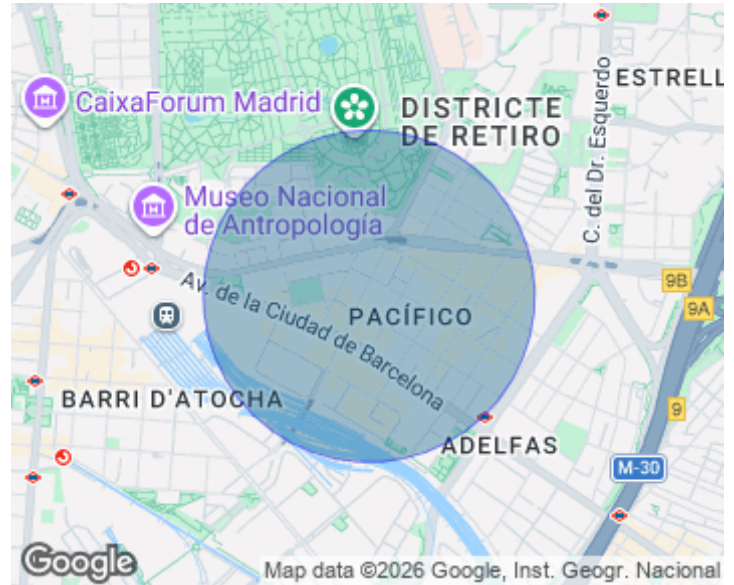 ESTRELL
CaixaForum Madrid
DISTRICTE
DE RETIRO
C. del Dr. Esquerdo
Museo Nacional
de Antropología
Av. de la Ciudad de Barcelona
9B
9A
PACÍFICO
BARRI D'ATOCHA
9
ADELFAS
M-30
Google
Map data ©2026 Google, Inst. Geogr. Nacional